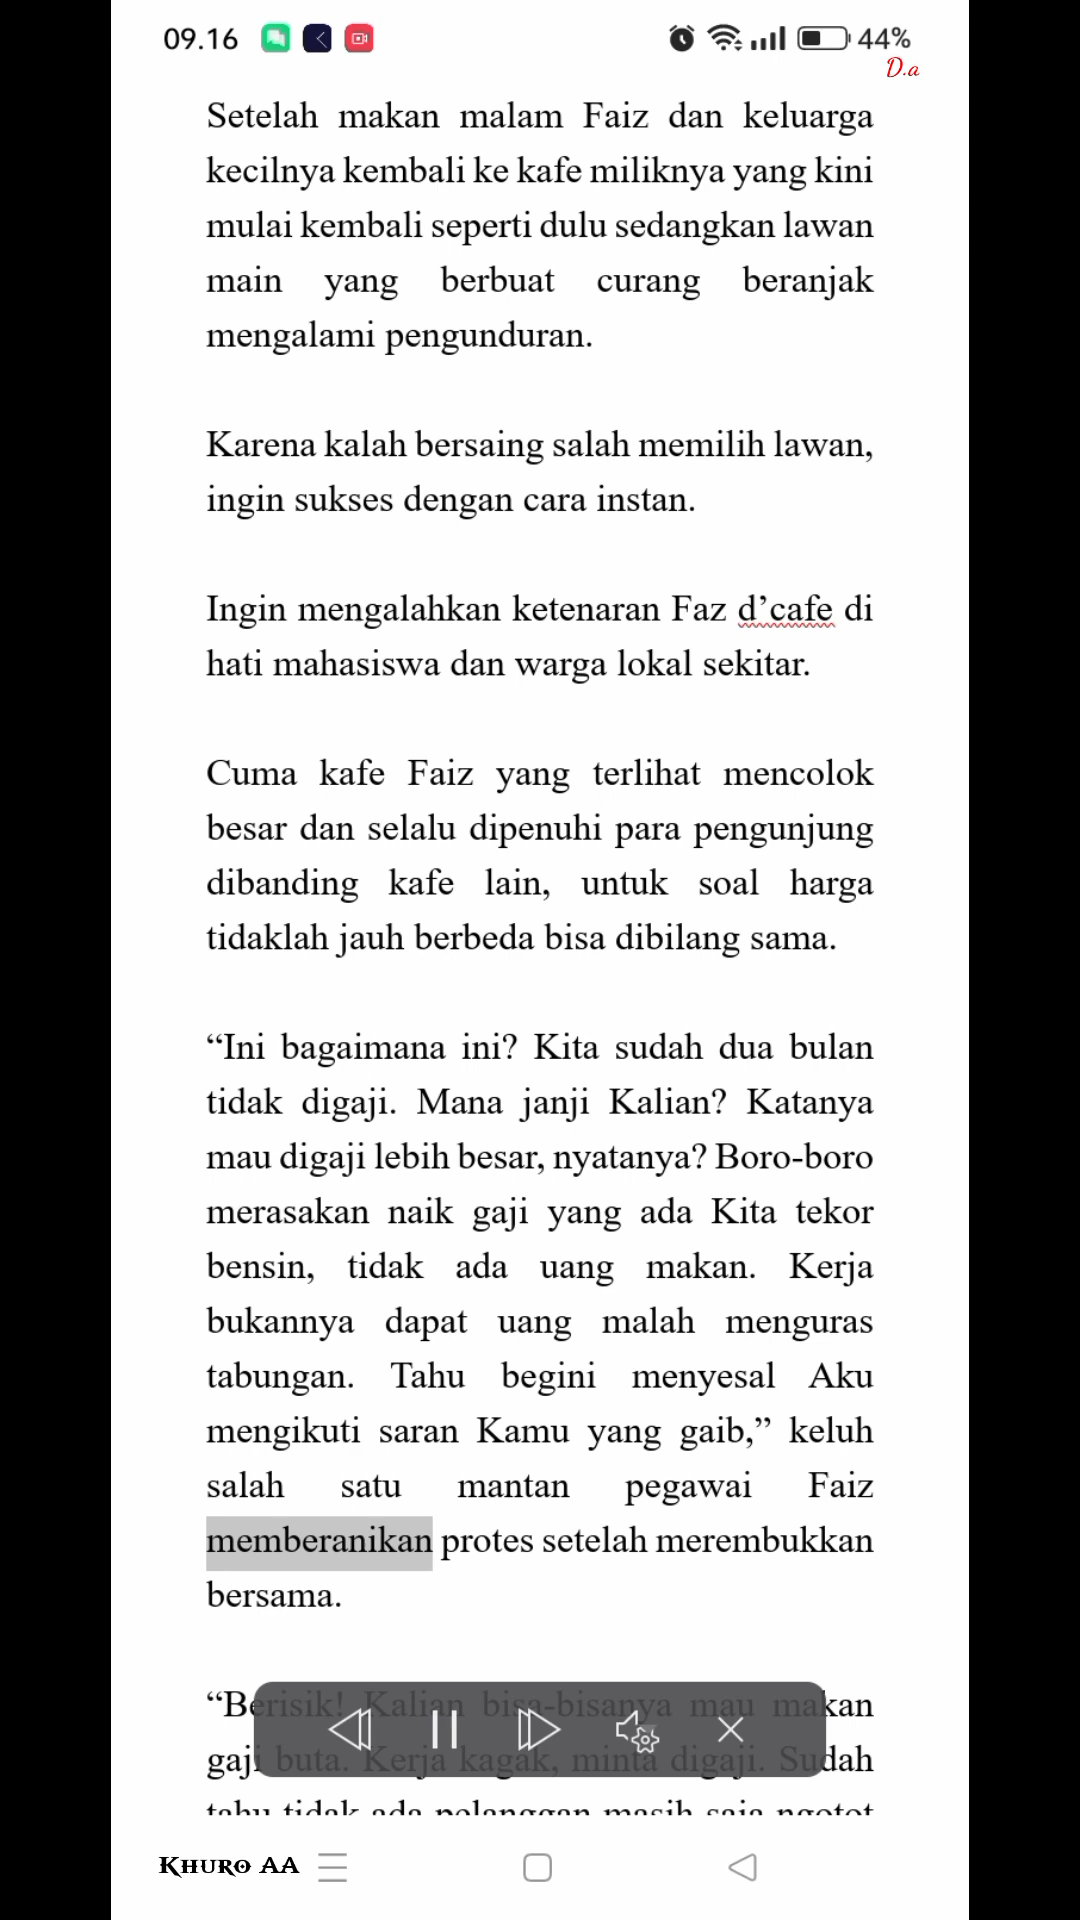 09.16
44%
D.a
Setelah makan malam Faiz dan keluarga
kecilnya kembali ke kafe miliknya yang kini
mulai kembali seperti dulu sedangkan lawan
main yang berbuat curang beranjak
mengalami pengunduran.
Karena kalah bersaing salah memilih lawan,
ingin sukses dengan cara instan.
Ingin mengalahkan ketenaran Faz d’cafe di
hati mahasiswa dan warga lokal sekitar.
Cuma kafe Faiz yang terlihat mencolok
besar dan selalu dipenuhi para pengunjung
dibanding kafe lain, untuk soal harga
tidaklah jauh berbeda bisa dibilang sama.
“Ini bagaimana ini? Kita sudah dua bulan
tidak digaji. Mana janji Kalian? Katanya
mau digaji lebih besar, nyatanya? Boro-boro
merasakan naik gaji yang ada Kita tekor
bensin, tidak ada uang makan. Kerja
bukannya dapat uang malah menguras
tabungan. Tahu begini menyesal Aku
mengikuti saran Kamu yang gaib,” keluh
salah satu mantan pegawai Faiz
memberanikan protes setelah merembukkan
bersama.
“Berisik! Kalian bisa-bisanya mau makan
gaji buta. Kerja kagak, minta digaji. Sudah
tahu tidak ada pelanggan masih saja ngotot
Khuro AA